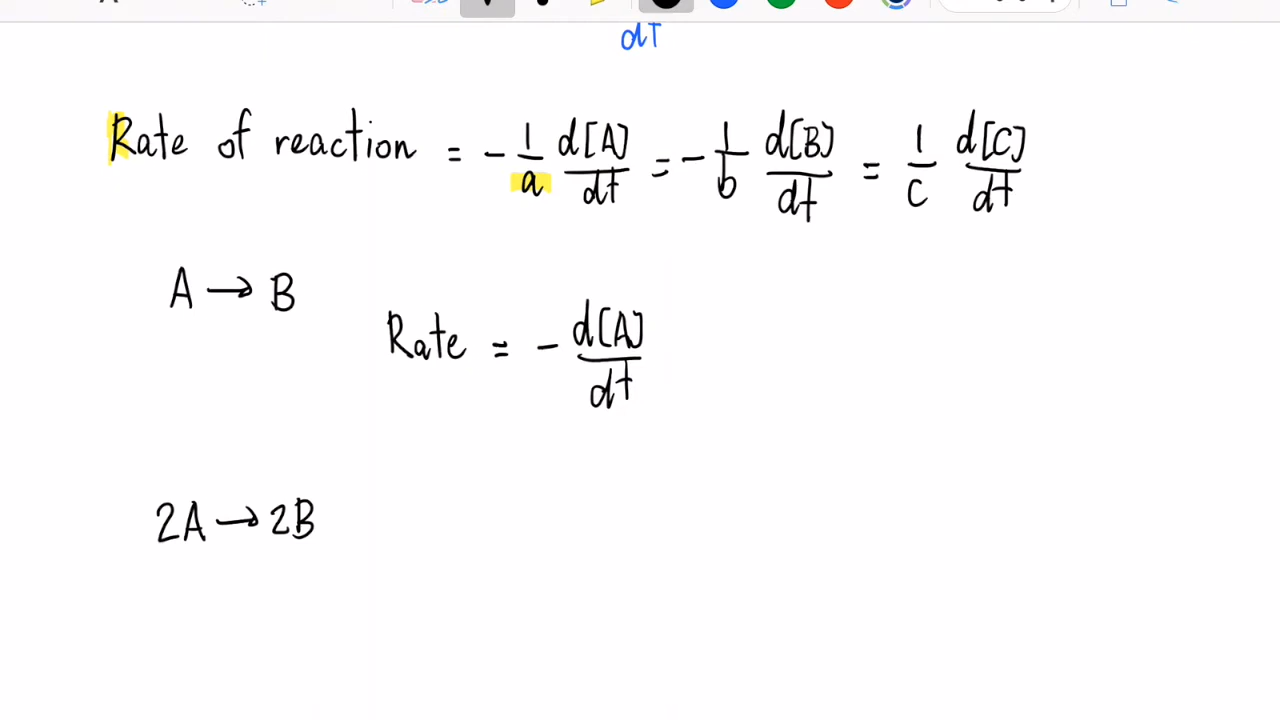 dT
Rate of reaction = - 1/a d[A]/dt = - 1/b d[B]/dt = 1/c d[C]/dt
A → B
Rate = - d[A]/dt
2A → 2B